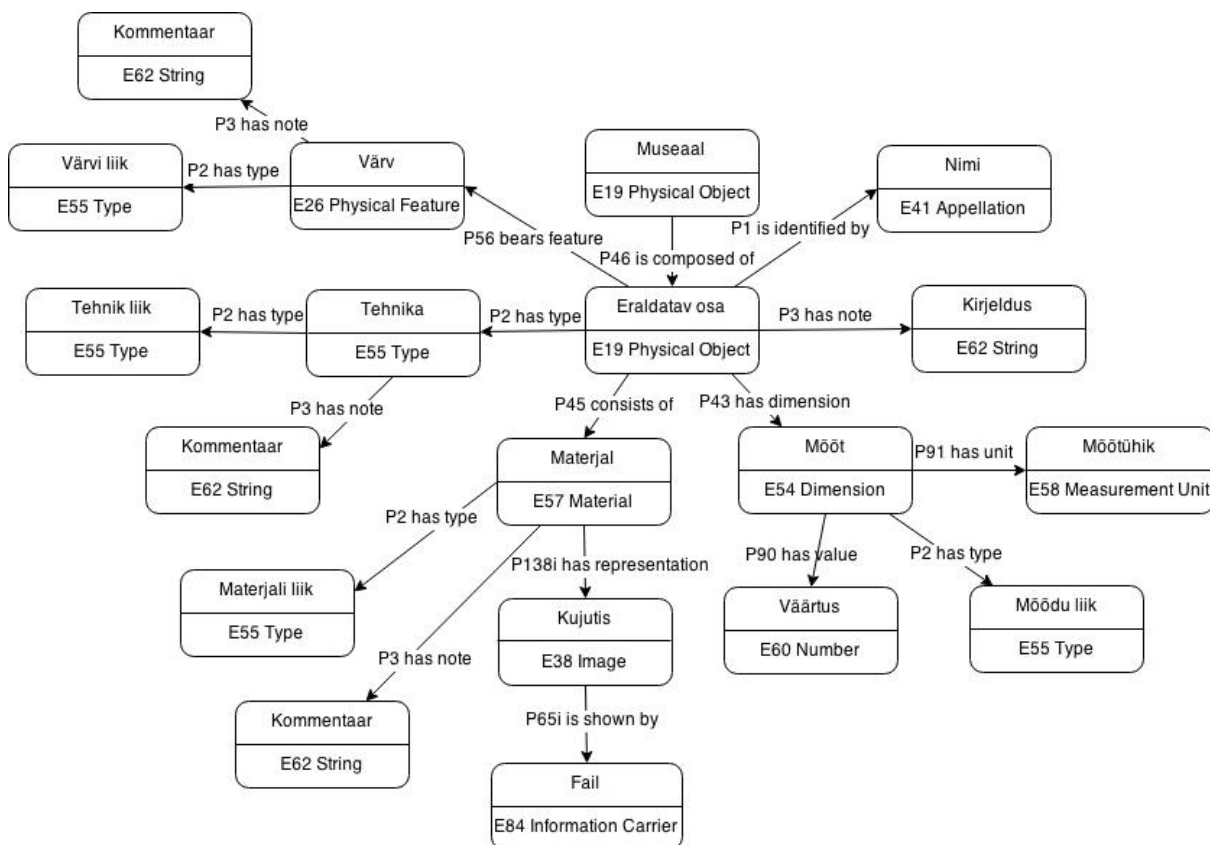 Kommentaar
E62 String
P3 has note
Värvi liik
E55 Type
P2 has type
Värv
E26 Physical Feature
Museaal
E19 Physical Object
Nimi
E41 Appellation
P56 bears feature
P46 is composed of
P1 is identified by
Tehnik liik
E55 Type
P2 has type
Tehnika
E55 Type
P2 has type
Eraldatav osa
E19 Physical Object
P3 has note
Kirjeldus
E62 String
P3 has note
P45 consists of
P43 has dimension
Kommentaar
E62 String
Materjal
E57 Material
Mõõt
E54 Dimension
P91 has unit
Mõõtühik
E58 Measurement Unit
P2 has type
P138i has representation
P90 has value
P2 has type
Materjali liik
E55 Type
Kujutis
E38 Image
Väärtus
E60 Number
Mõõdu liik
E55 Type
P3 has note
Kommentaar
E62 String
P65i is shown by
Fail
E84 Information Carrier